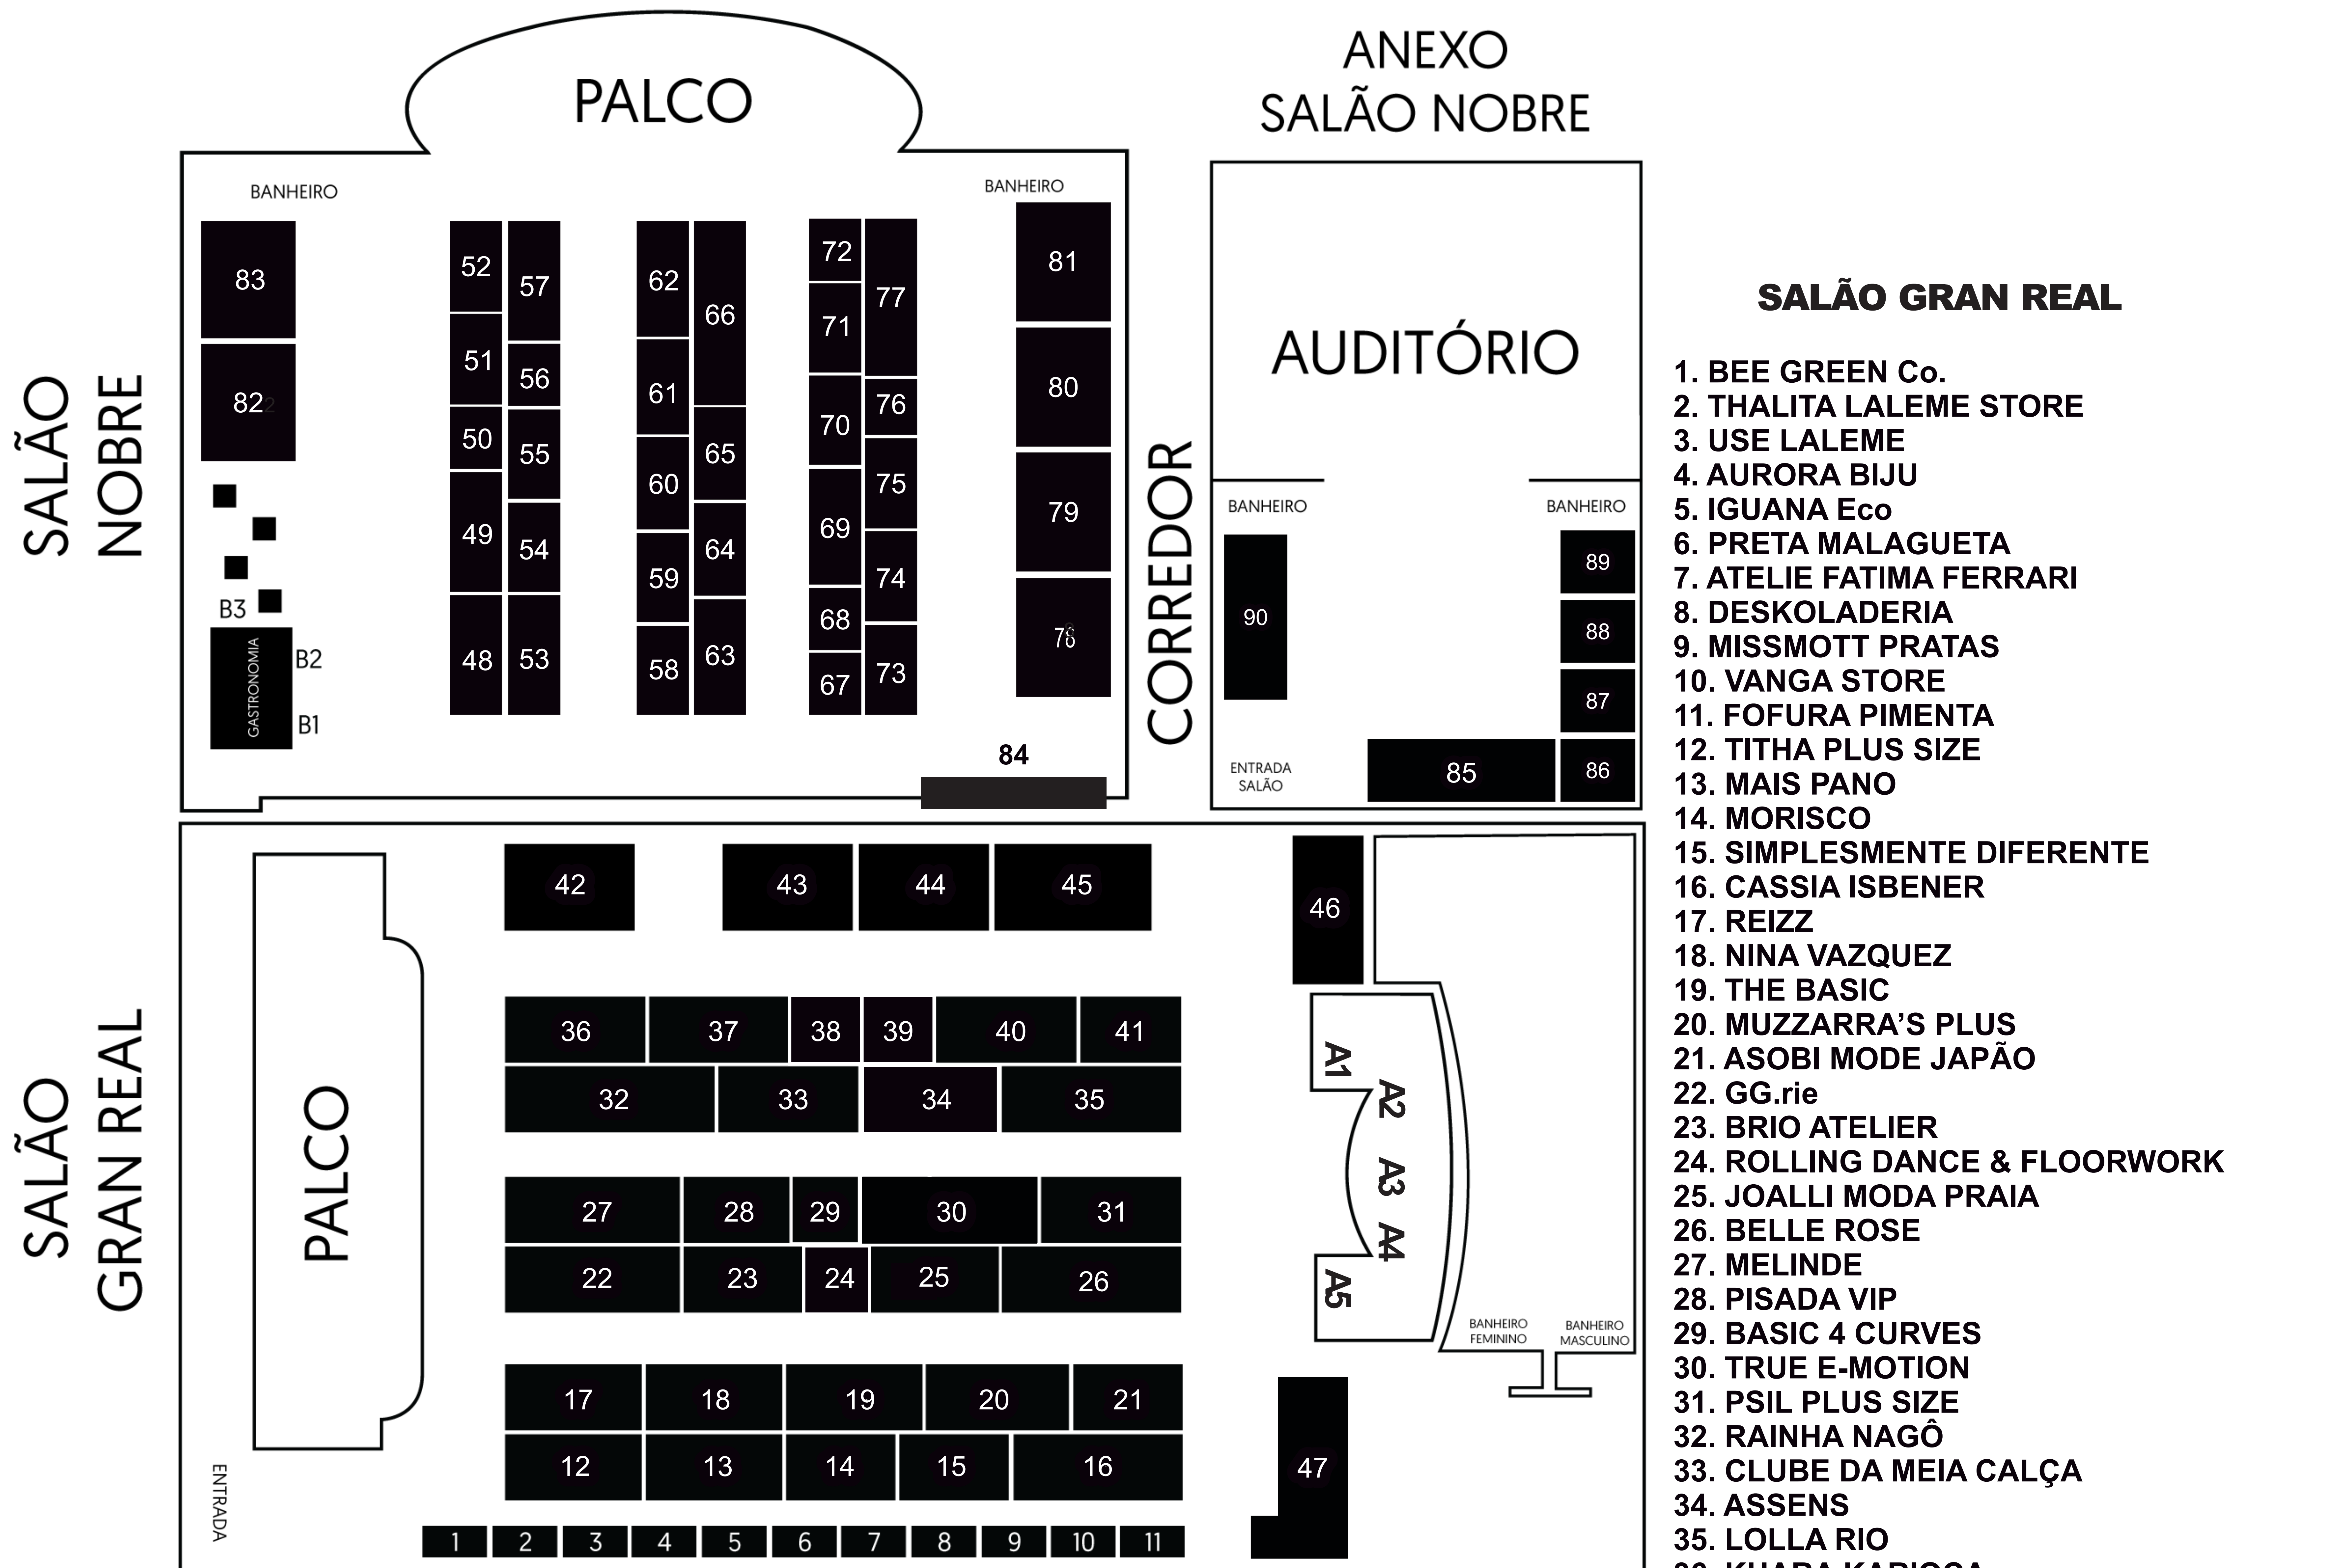 PALCO
ANEXO
SALÃO NOBRE
SALÃO
NOBRE
BANHEIRO
BANHEIRO
83
82
52
51
50
49
48
57
56
55
54
53
62
61
60
59
58
66
65
64
63
72
71
70
69
68
67
77
76
75
74
73
81
80
79
78
B3
B2
B1
GASTRONOMIA
84
CORREDOR
AUDITÓRIO
BANHEIRO
BANHEIRO
90
89
88
87
86
85
ENTRADA
SALÃO
SALÃO
GRAN REAL
PALCO
ENTRADA
42
43
44
45
46
36
37
38
39
40
41
32
33
34
35
27
28
29
30
31
22
23
24
25
26
17
18
19
20
21
12
13
14
15
16
1
2
3
4
5
6
7
8
9
10
11
47
A1
A2
A3
A4
A5
BANHEIRO
FEMININO
BANHEIRO
MASCULINO
SALÃO GRAN REAL
1. BEE GREEN Co.
2. THALITA LALEME STORE
3. USE LALEME
4. AURORA BIJU
5. IGUANA Eco
6. PRETA MALAGUETA
7. ATELIE FATIMA FERRARI
8. DESKOLADERIA
9. MISSMOTT PRATAS
10. VANGA STORE
11. FOFURA PIMENTA
12. TITHA PLUS SIZE
13. MAIS PANO
14. MORISCO
15. SIMPLESMENTE DIFERENTE
16. CASSIA ISBENER
17. REIZZ
18. NINA VAZQUEZ
19. THE BASIC
20. MUZZARRA’S PLUS
21. ASOBI MODE JAPÃO
22. GG.rie
23. BRIO ATELIER
24. ROLLING DANCE & FLOORWORK
25. JOALLI MODA PRAIA
26. BELLE ROSE
27. MELINDE
28. PISADA VIP
29. BASIC 4 CURVES
30. TRUE E-MOTION
31. PSIL PLUS SIZE
32. RAINHA NAGÔ
33. CLUBE DA MEIA CALÇA
34. ASSENS
35. LOLLA RIO